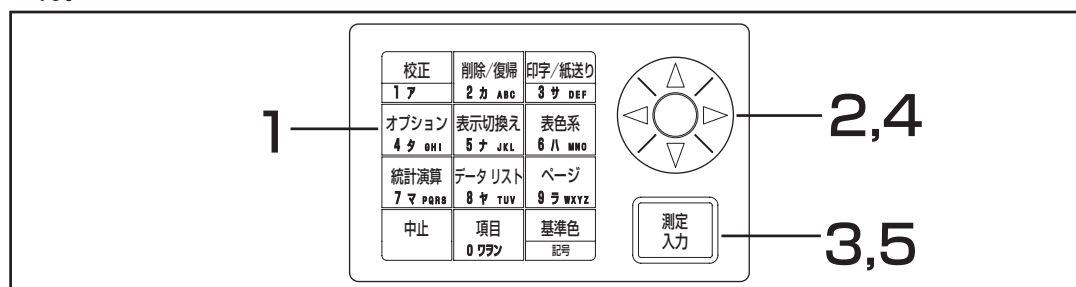 校正 削除/復帰 印字/紙送り
1 ア 2 カ ABC 3 サ DEF
1 オプション 表示切換え 表色系 2,4
4 タ GHI 5 ナ JKL 6 ハ MNO
統計演算 データ リスト ページ
7 マ PQRS 8 ヤ TUV 9 ラ WXYZ
中止 項目 基準色 測定
0 ワヲン 記号 入力 3,5